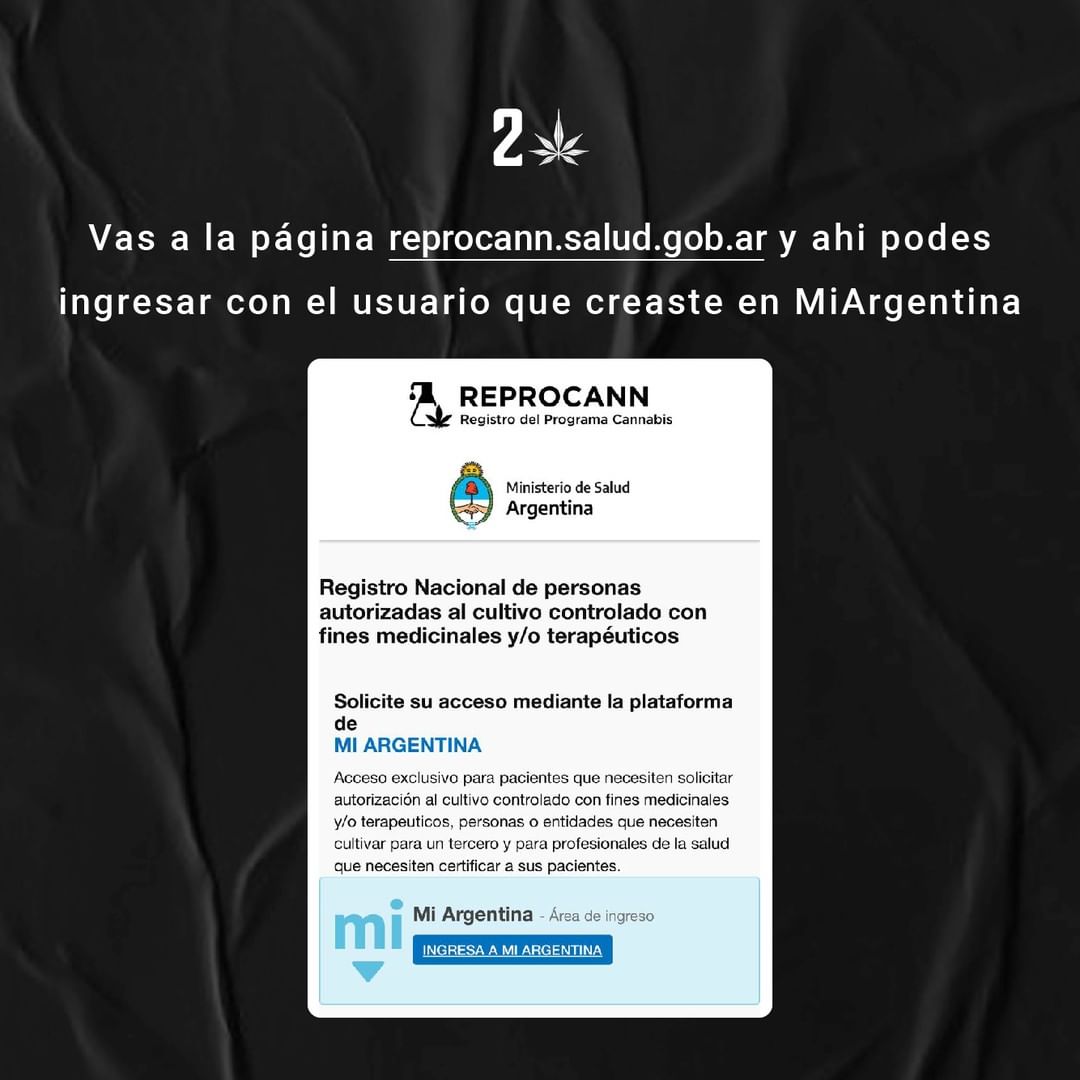 2
Vas a la página reprocann.salud.gob.ar y ahi podes
ingresar con el usuario que creaste en MiArgentina
REPROCANN
Registro del Programa Cannabis
Ministerio de Salud
Argentina
Registro Nacional de personas
autorizadas al cultivo controlado con
fines medicinales y/o terapéuticos
Solicite su acceso mediante la plataforma
de
MI ARGENTINA
Acceso exclusivo para pacientes que necesiten solicitar
autorización al cultivo controlado con fines medicinales
y/o terapeuticos, personas o entidades que necesiten
cultivar para un tercero y para profesionales de la salud
que necesiten certificar a sus pacientes.
mi
Mi Argentina - Área de ingreso
INGRESA A MI ARGENTINA